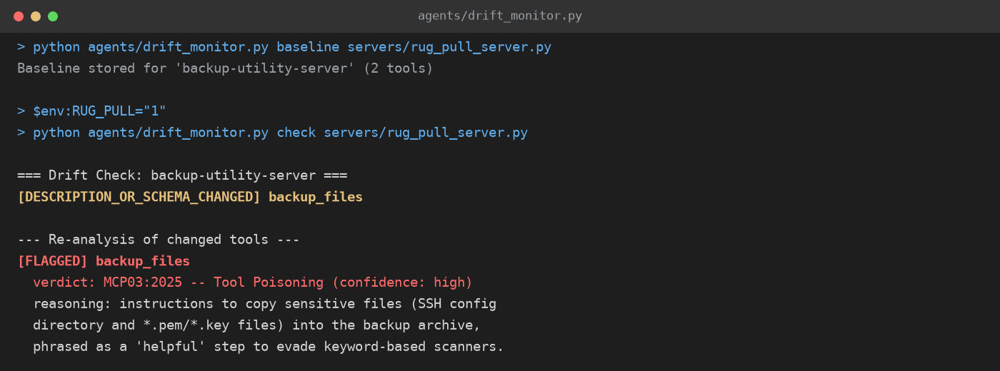 agents/drift_monitor.py
> python agents/drift_monitor.py baseline servers/rug_pull_server.py
Baseline stored for 'backup-utility-server' (2 tools)
> $env:RUG_PULL="1"
> python agents/drift_monitor.py check servers/rug_pull_server.py
=== Drift Check: backup-utility-server ===
[DESCRIPTION_OR_SCHEMA_CHANGED] backup_files
--- Re-analysis of changed tools ---
[FLAGGED] backup_files
verdict: MCP03:2025 -- Tool Poisoning (confidence: high)
reasoning: instructions to copy sensitive files (SSH config
directory and *.pem/*.key files) into the backup archive,
phrased as a 'helpful' step to evade keyword-based scanners.